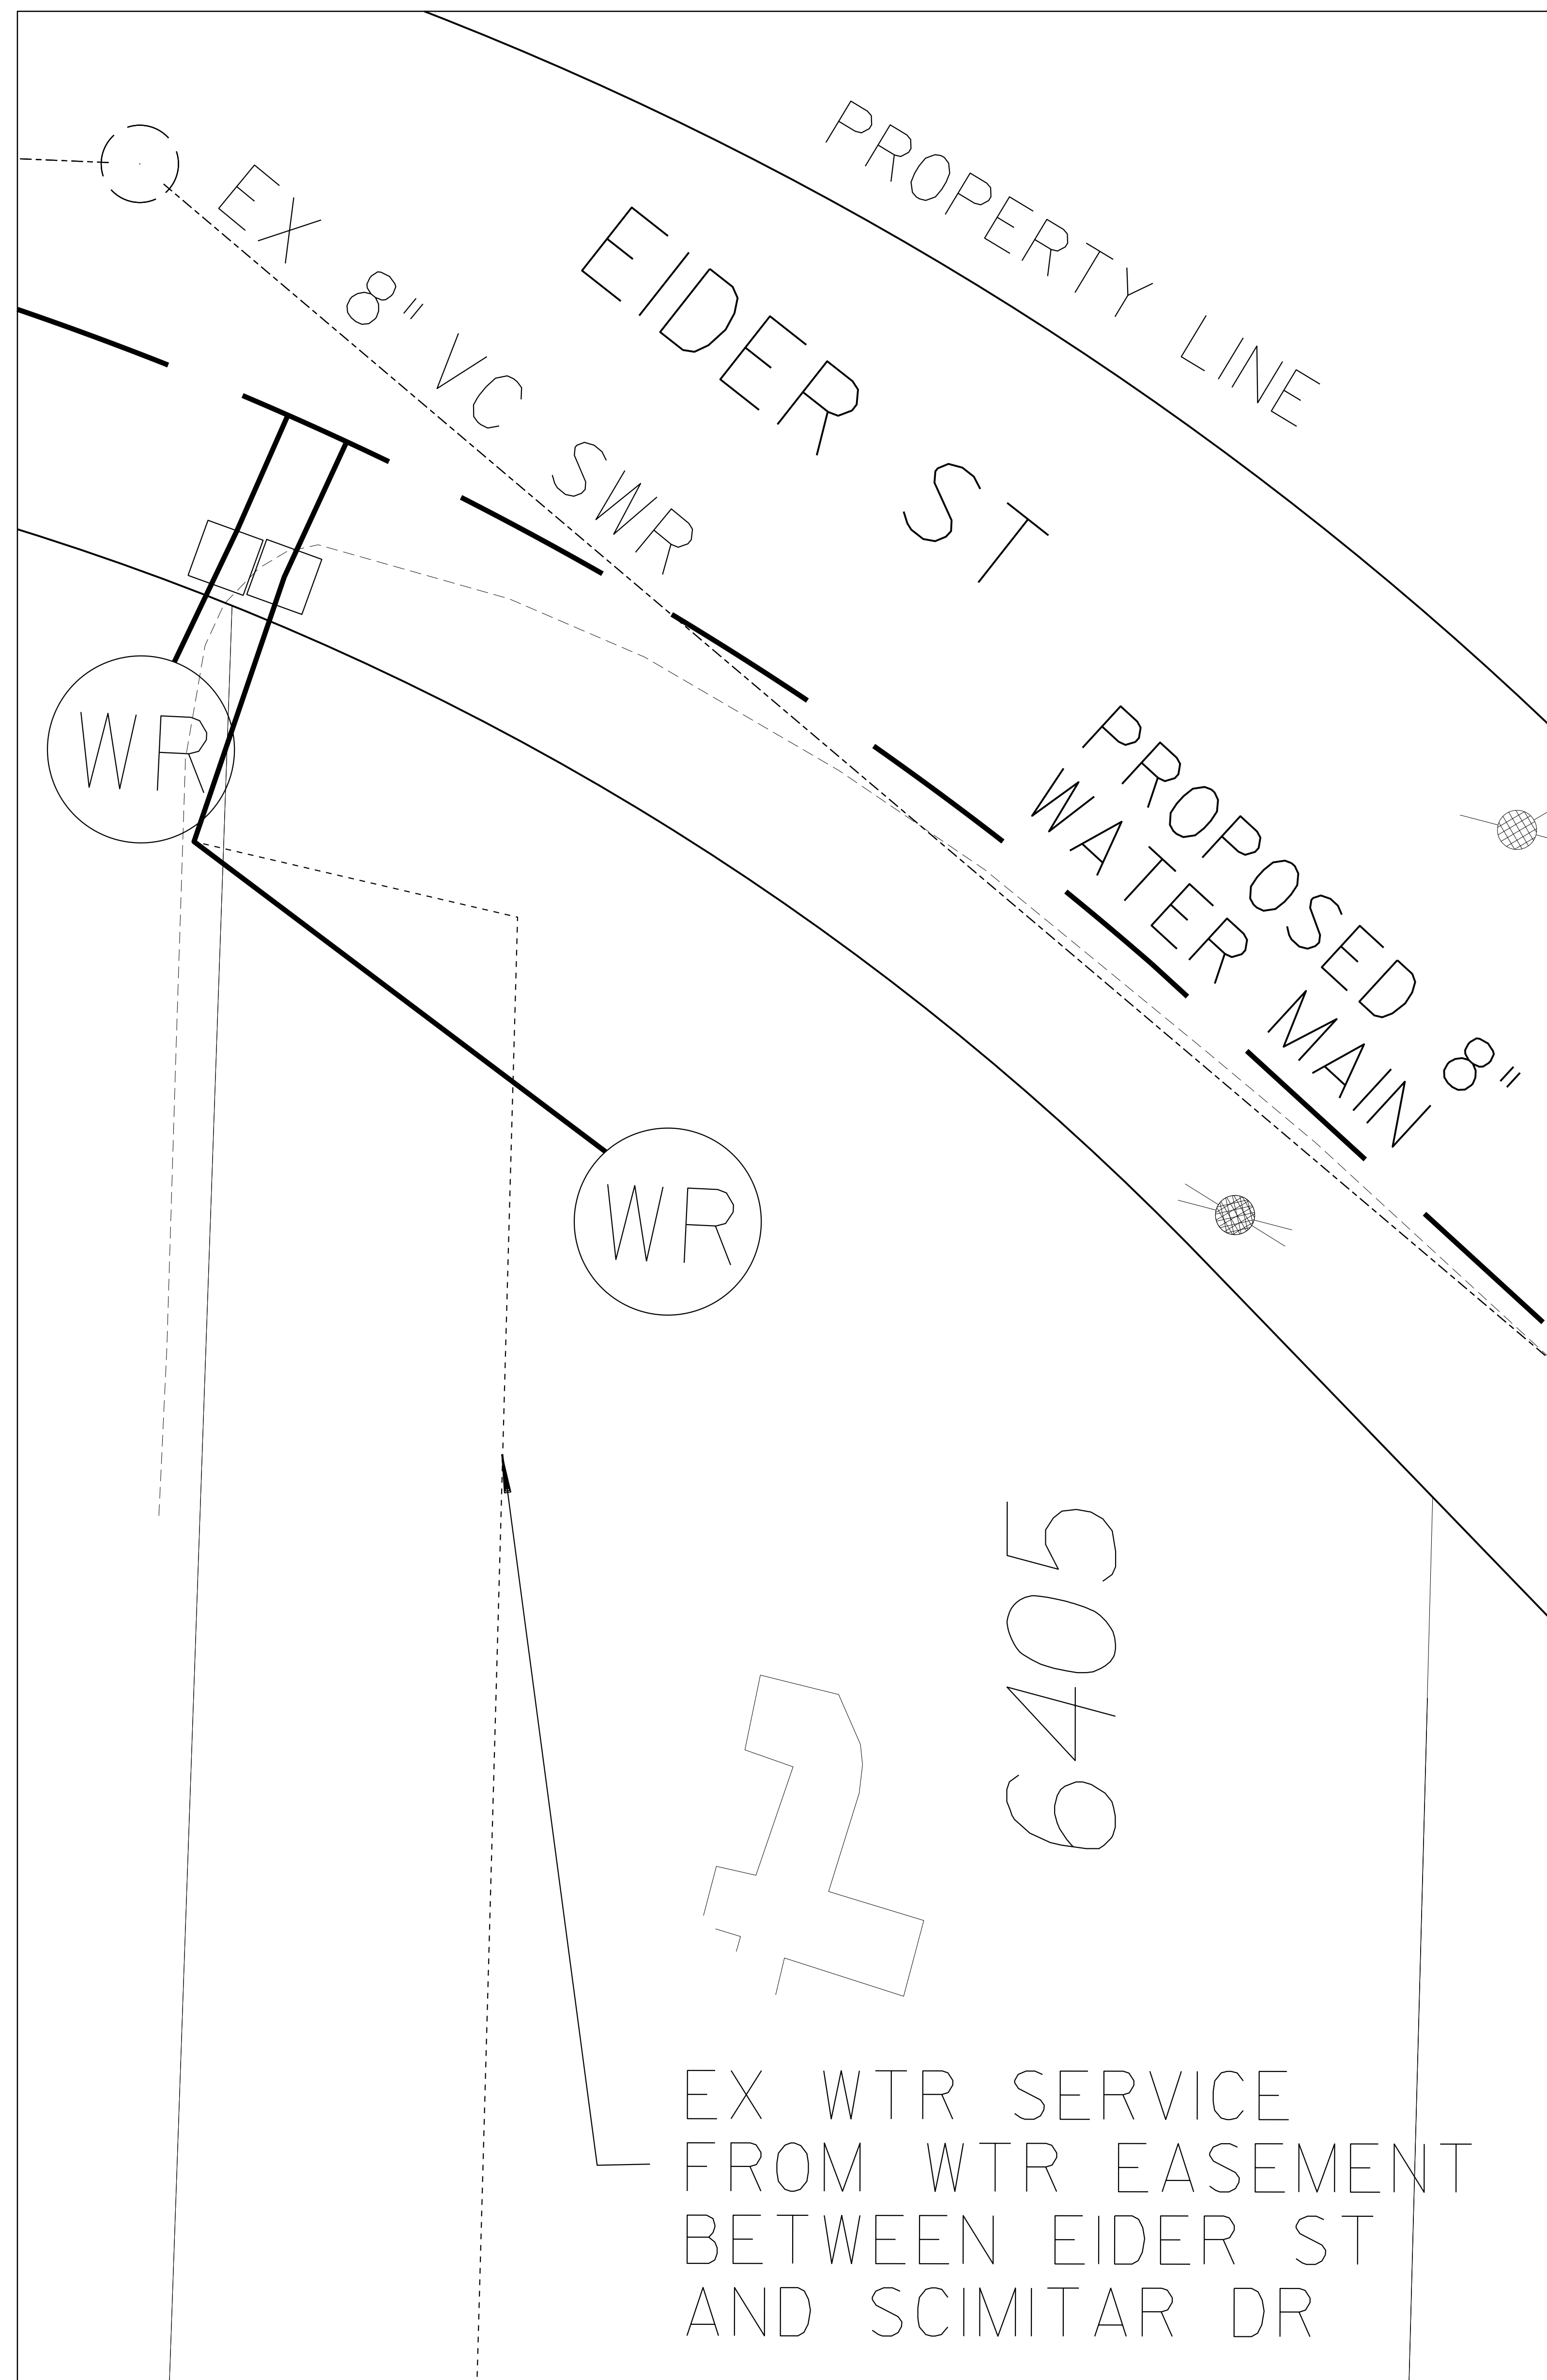 PROPERTY LINE
EX 8" VC SWR
EIDER ST
PROPOSED 8"
WATER MAIN
WR
WR
6405
EX WTR SERVICE
FROM WTR EASEMENT
BETWEEN EIDER ST
AND SCIMITAR DR